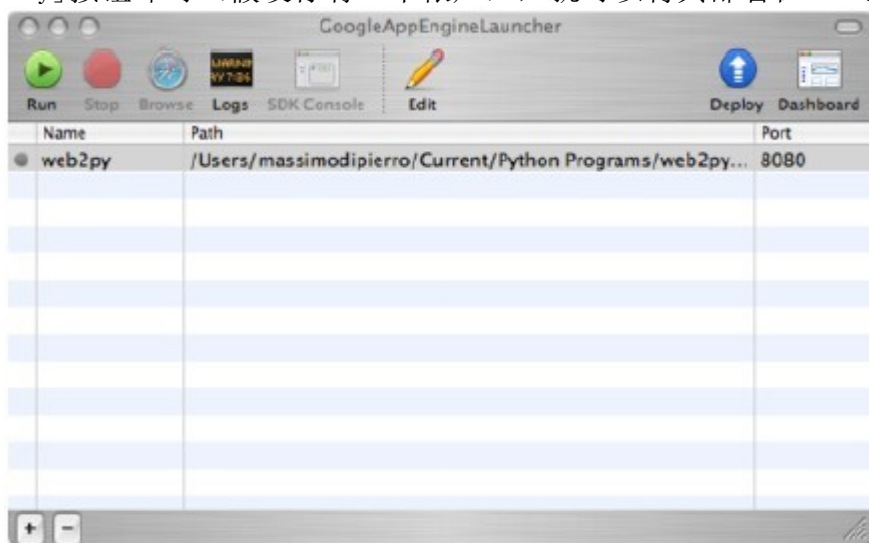 GoogleAppEngineLauncher
Run Stop Browse Logs SDK Console Edit Deploy Dashboard
Name Path Port
web2py /Users/massimodipierro/Current/Python Programs/web2py... 8080
+ -